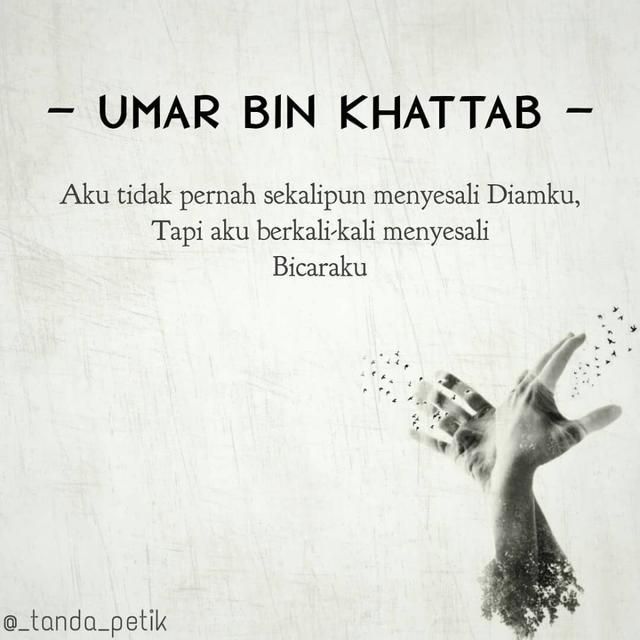 - UMAR BIN KHATTAB -
Aku tidak pernah sekalipun menyesali Diamku,
Tapi aku berkali-kali menyesali
Bicaraku
@_tanda_petik